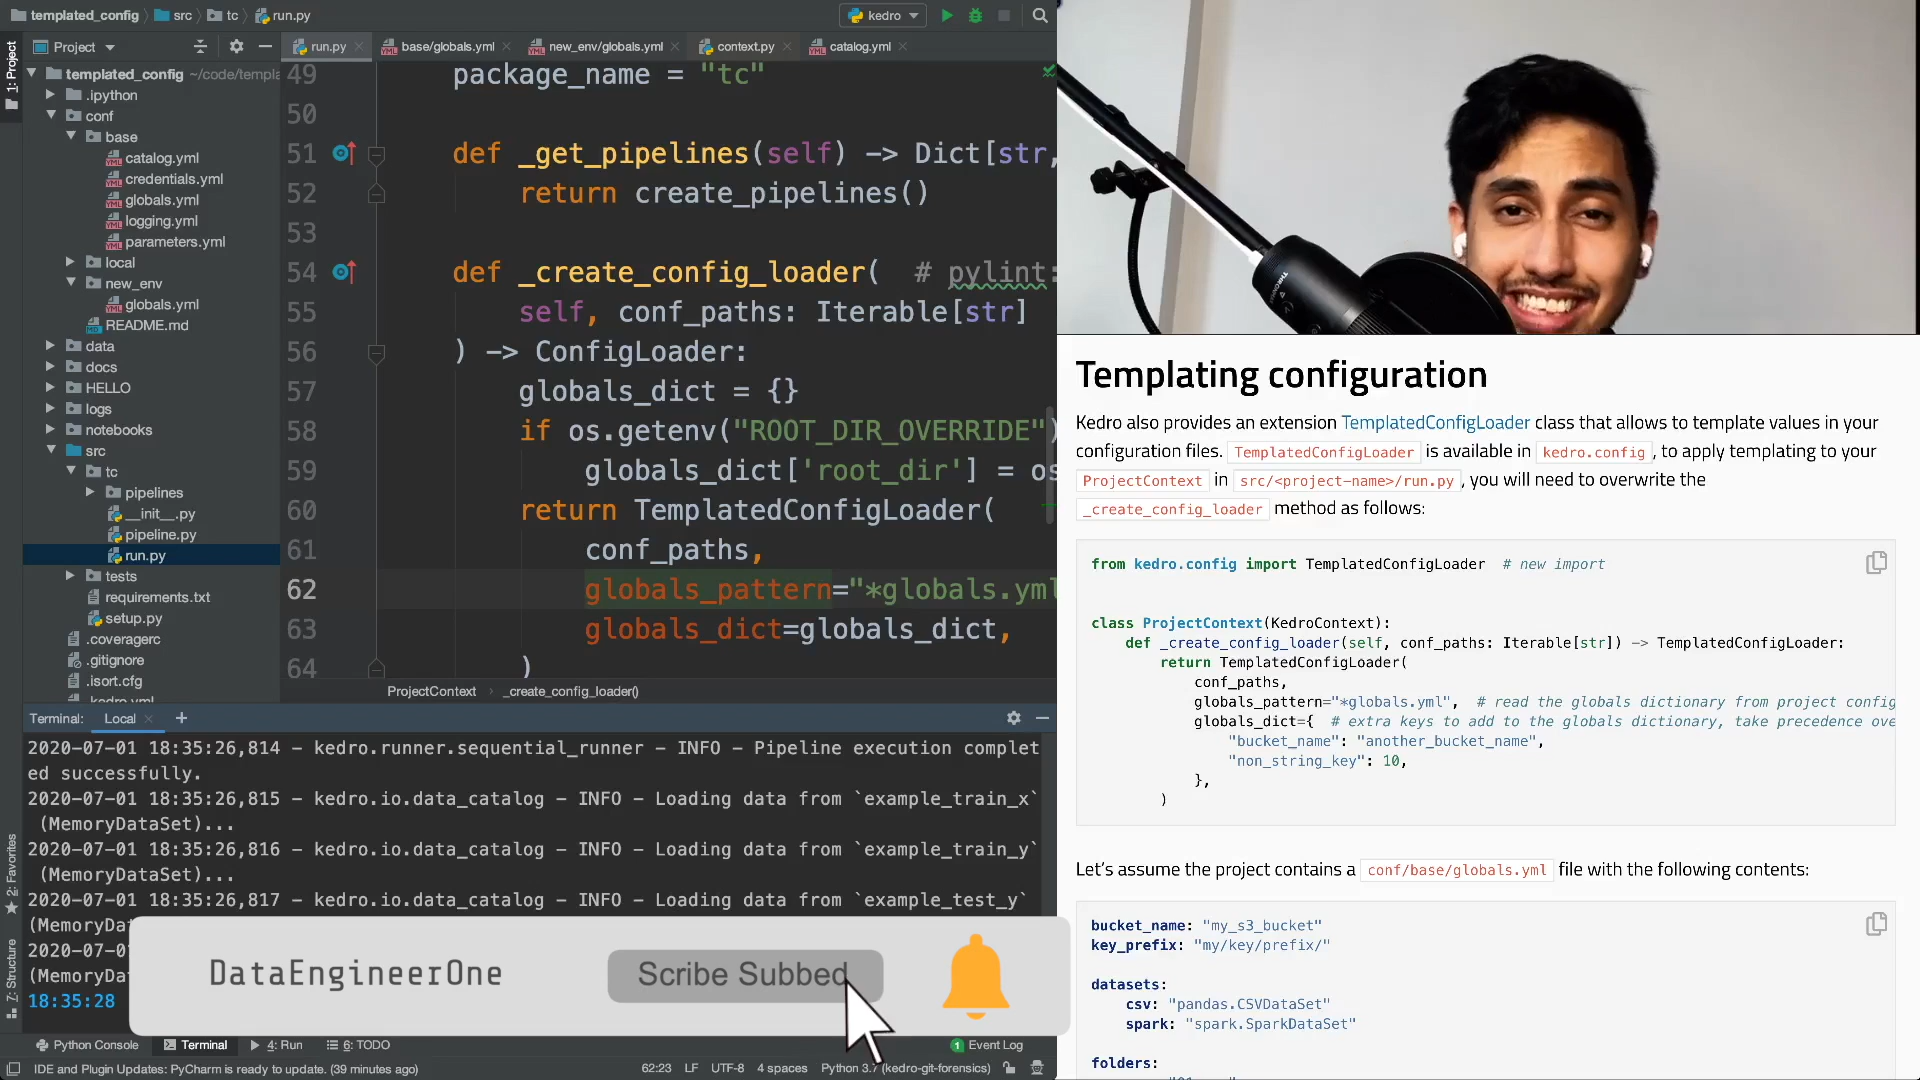 templated_config
src
tc
run.py
kedro
1: Project
Project
run.py
base/globals.yml
new_env/globals.yml
context.py
catalog.yml
templated_config ~/code/templa
.ipython
conf
base
catalog.yml
credentials.yml
globals.yml
logging.yml
parameters.yml
local
new_env
globals.yml
README.md
data
docs
HELLO
logs
notebooks
src
tc
pipelines
__init__.py
pipeline.py
run.py
tests
requirements.txt
setup.py
.coveragerc
.gitignore
.isort.cfg
.kedro.yml
49 package_name = "tc"
50
51 def _get_pipelines(self) -> Dict[str,
52 return create_pipelines()
53
54 def _create_config_loader( # pylint:
55 self, conf_paths: Iterable[str]
56 ) -> ConfigLoader:
57 globals_dict = {}
58 if os.getenv("ROOT_DIR_OVERRIDE")
59 globals_dict['root_dir'] = os
60 return TemplatedConfigLoader(
61 conf_paths,
62 globals_pattern="*globals.yml
63 globals_dict=globals_dict,
64 )
ProjectContext › _create_config_loader()
Terminal: Local
2020-07-01 18:35:26,814 - kedro.runner.sequential_runner - INFO - Pipeline execution complet
ed successfully.
2020-07-01 18:35:26,815 - kedro.io.data_catalog - INFO - Loading data from `example_train_x`
(MemoryDataSet)...
2020-07-01 18:35:26,816 - kedro.io.data_catalog - INFO - Loading data from `example_train_y`
(MemoryDataSet)...
2020-07-01 18:35:26,817 - kedro.io.data_catalog - INFO - Loading data from `example_test_y`
(MemoryDa
2020-0
(MemoryDa
18:35:28
2: Favorites
7: Structure
DataEngineerOne
Scribe Subbed
Python Console
Terminal
4: Run
6: TODO
1 Event Log
IDE and Plugin Updates: PyCharm is ready to update. (39 minutes ago)
62:23 LF UTF-8 4 spaces Python 3.7 (kedro-git-forensics)
Templating configuration
Kedro also provides an extension TemplatedConfigLoader class that allows to template values in your
configuration files. TemplatedConfigLoader is available in kedro.config, to apply templating to your
ProjectContext in src/<project-name>/run.py, you will need to overwrite the
_create_config_loader method as follows:
from kedro.config import TemplatedConfigLoader # new import
class ProjectContext(KedroContext):
def _create_config_loader(self, conf_paths: Iterable[str]) -> TemplatedConfigLoader:
return TemplatedConfigLoader(
conf_paths,
globals_pattern="*globals.yml", # read the globals dictionary from project config
globals_dict={ # extra keys to add to the globals dictionary, take precedence ove
"bucket_name": "another_bucket_name",
"non_string_key": 10,
},
)
Let's assume the project contains a conf/base/globals.yml file with the following contents:
bucket_name: "my_s3_bucket"
key_prefix: "my/key/prefix/"
datasets:
csv: "pandas.CSVDataSet"
spark: "spark.SparkDataSet"
folders: